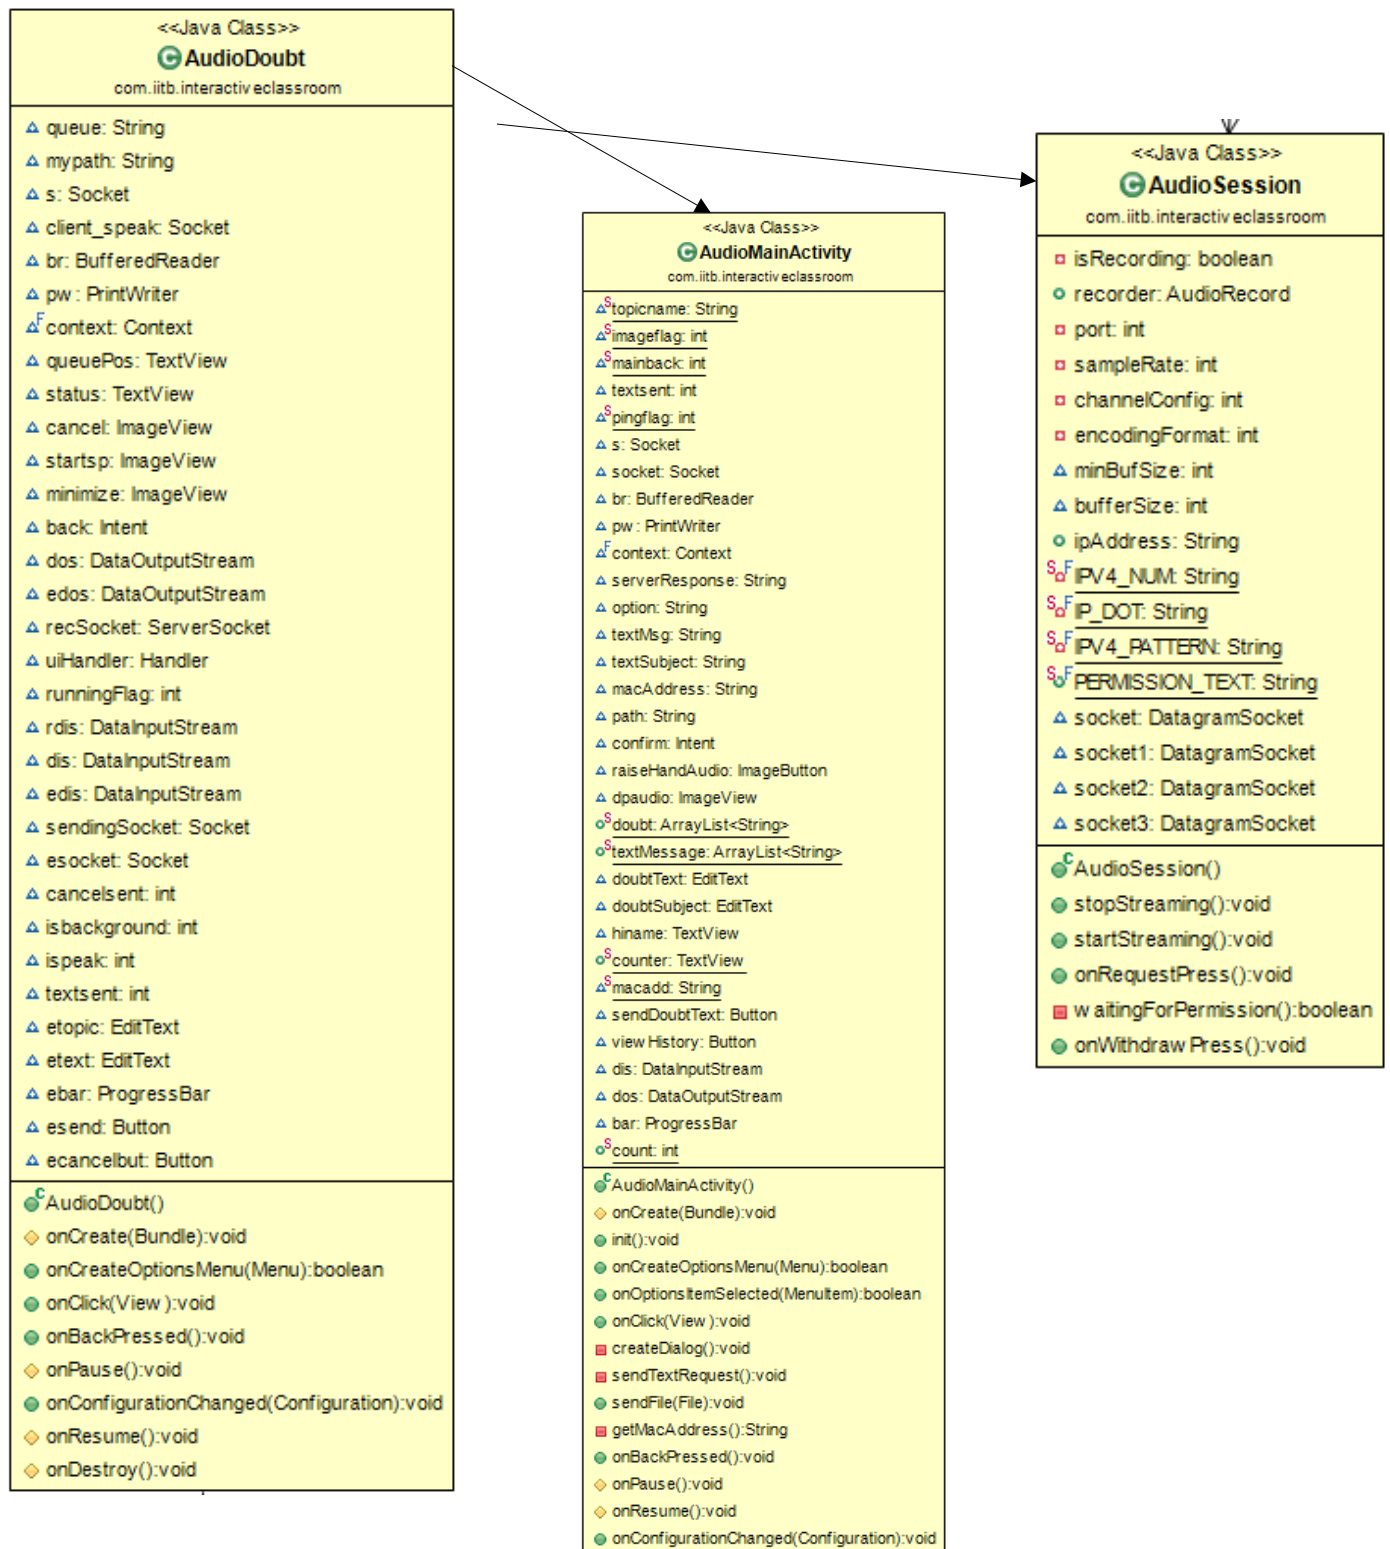 <<Java Class>>
AudioDoubt
com.iitb.interactiveclassroom
queue: String
mypath: String
s: Socket
client_speak: Socket
br: BufferedReader
pw: PrintWriter
F context: Context
queuePos: TextView
status: TextView
cancel: ImageView
startsp: ImageView
minimize: ImageView
back: Intent
dos: DataOutputStream
edos: DataOutputStream
recSocket: ServerSocket
uiHandler: Handler
runningFlag: int
rdis: DataInputStream
dis: DataInputStream
edis: DataInputStream
sendingSocket: Socket
esocket: Socket
cancelsent: int
isbackground: int
ispeak: int
textsent: int
etopic: EditText
etext: EditText
ebar: ProgressBar
esend: Button
ecancelbut: Button
C AudioDoubt()
onCreate(Bundle):void
onCreateOptionsMenu(Menu):boolean
onClick(View):void
onBackPressed():void
onPause():void
onConfigurationChanged(Configuration):void
onResume():void
onDestroy():void
<<Java Class>>
AudioMainActivity
com.iitb.interactiveclassroom
S topicname: String
S imageflag: int
S mainback: int
textsent: int
S pingflag: int
s: Socket
socket: Socket
br: BufferedReader
pw: PrintWriter
F context: Context
serverResponse: String
option: String
textMsg: String
textSubject: String
macAddress: String
path: String
confirm: Intent
raiseHandAudio: ImageButton
dpaudio: ImageView
S doubt: ArrayList<String>
S textMessage: ArrayList<String>
doubtText: EditText
doubtSubject: EditText
hiname: TextView
S counter: TextView
S macadd: String
sendDoubtText: Button
viewHistory: Button
dis: DataInputStream
dos: DataOutputStream
bar: ProgressBar
S count: int
C AudioMainActivity()
onCreate(Bundle):void
init():void
onCreateOptionsMenu(Menu):boolean
onOptionsItemSelected(MenuItem):boolean
onClick(View):void
createDialog():void
sendTextRequest():void
sendFile(File):void
getMacAddress():String
onBackPressed():void
onPause():void
onResume():void
onConfigurationChanged(Configuration):void
<<Java Class>>
AudioSession
com.iitb.interactiveclassroom
isRecording: boolean
recorder: AudioRecord
port: int
sampleRate: int
channelConfig: int
encodingFormat: int
minBufSize: int
bufferSize: int
ipAddress: String
S F IPV4_NUM: String
S F IP_DOT: String
S F IPV4_PATTERN: String
S F PERMISSION_TEXT: String
socket: DatagramSocket
socket1: DatagramSocket
socket2: DatagramSocket
socket3: DatagramSocket
C AudioSession()
stopStreaming():void
startStreaming():void
onRequestPress():void
waitingForPermission():boolean
onWithdrawPress():void